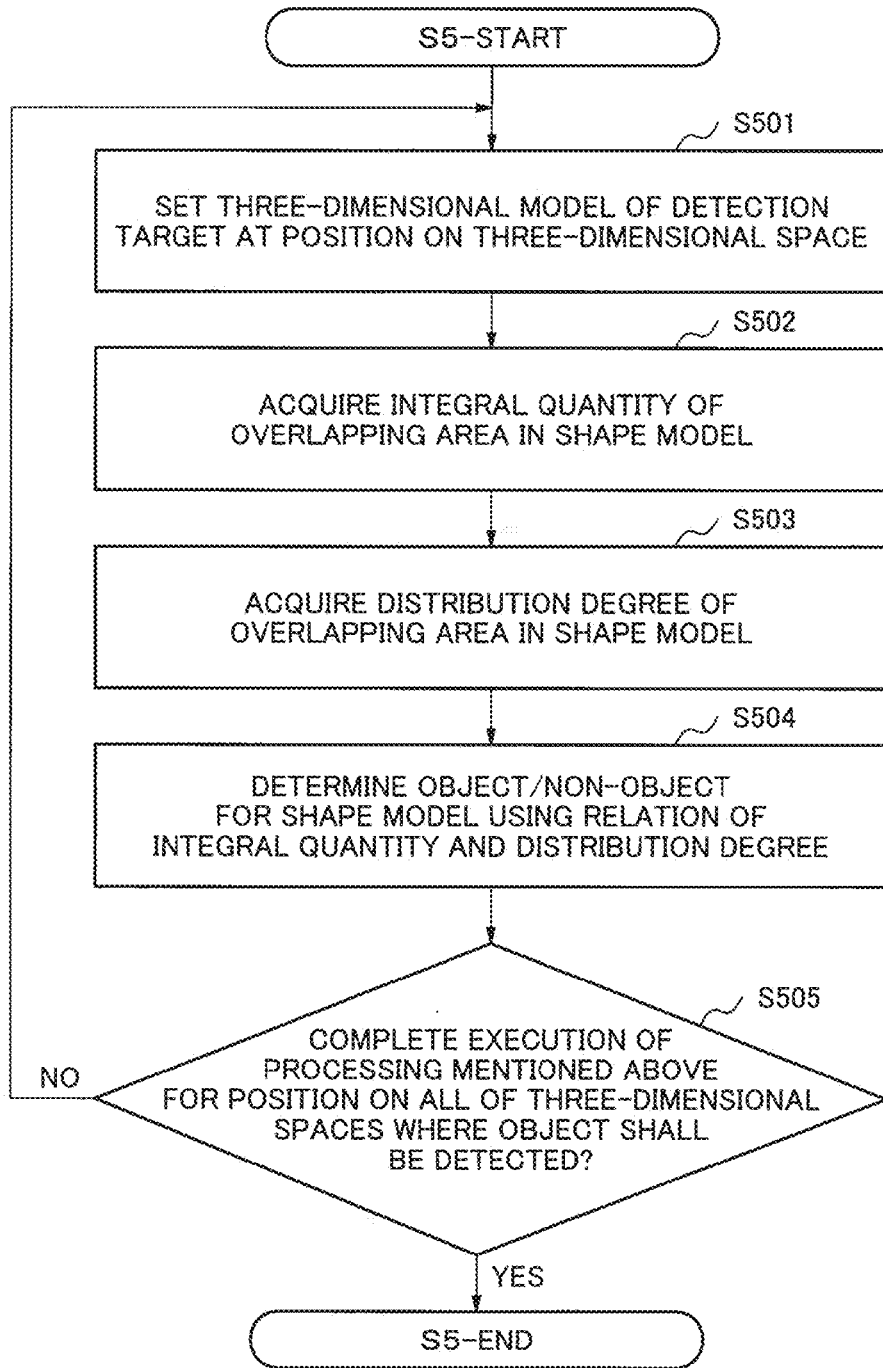 S5-START
S501
SET THREE-DIMENSIONAL MODEL OF DETECTION
TARGET AT POSITION ON THREE-DIMENSIONAL SPACE
S502
ACQUIRE INTEGRAL QUANTITY OF
OVERLAPPING AREA IN SHAPE MODEL
S503
ACQUIRE DISTRIBUTION DEGREE OF
OVERLAPPING AREA IN SHAPE MODEL
S504
DETERMINE OBJECT/NON-OBJECT
FOR SHAPE MODEL USING RELATION OF
INTEGRAL QUANTITY AND DISTRIBUTION DEGREE
S505
COMPLETE EXECUTION OF
PROCESSING MENTIONED ABOVE
FOR POSITION ON ALL OF THREE-DIMENSIONAL
SPACES WHERE OBJECT SHALL
BE DETECTED?
NO
YES
S5-END